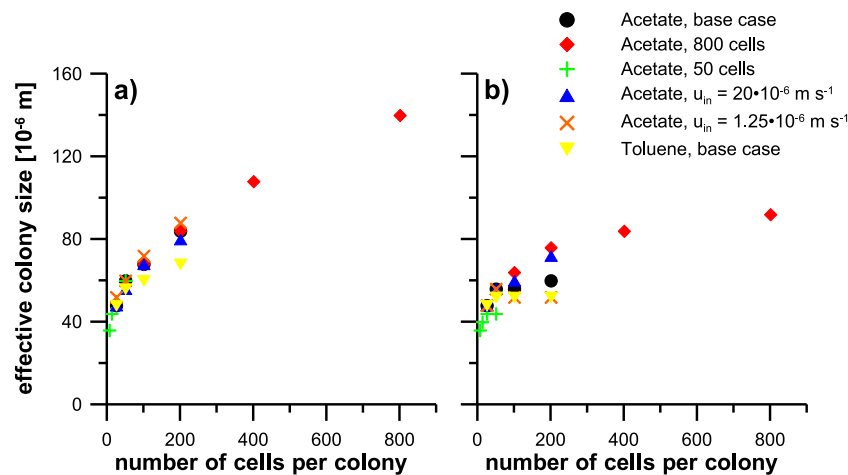 Acetate, base case
Acetate, 800 cells
Acetate, 50 cells
Acetate, u_in = 20•10⁻⁶ m s⁻¹
Acetate, u_in = 1.25•10⁻⁶ m s⁻¹
Toluene, base case
a)
b)
effective colony size [10⁻⁶ m]
160
120
80
40
0
0 200 400 600 800
0 200 400 600 800
number of cells per colony
number of cells per colony